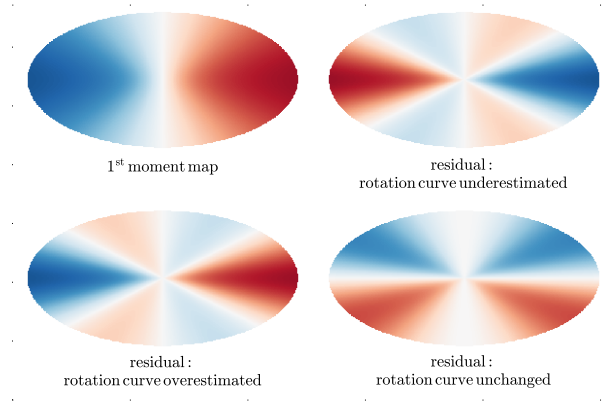 1st moment map
residual :
rotation curve underestimated
residual :
rotation curve overestimated
residual :
rotation curve unchanged